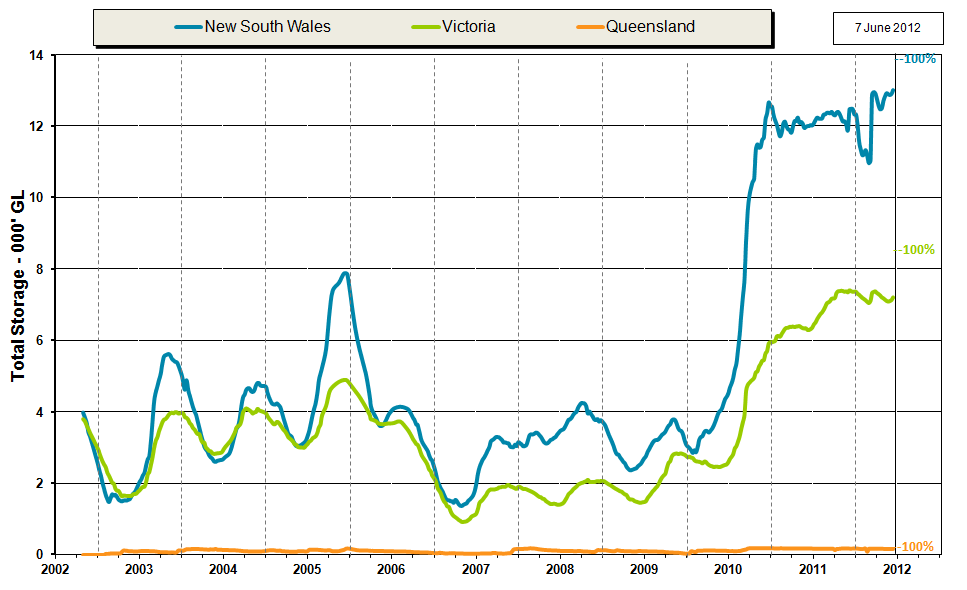 New South Wales Victoria Queensland
7 June 2012
Total Storage - 000' GL
14
12
10
8
6
4
2
0
-100%
-100%
-100%
2002 2003 2004 2005 2006 2007 2008 2009 2010 2011 2012